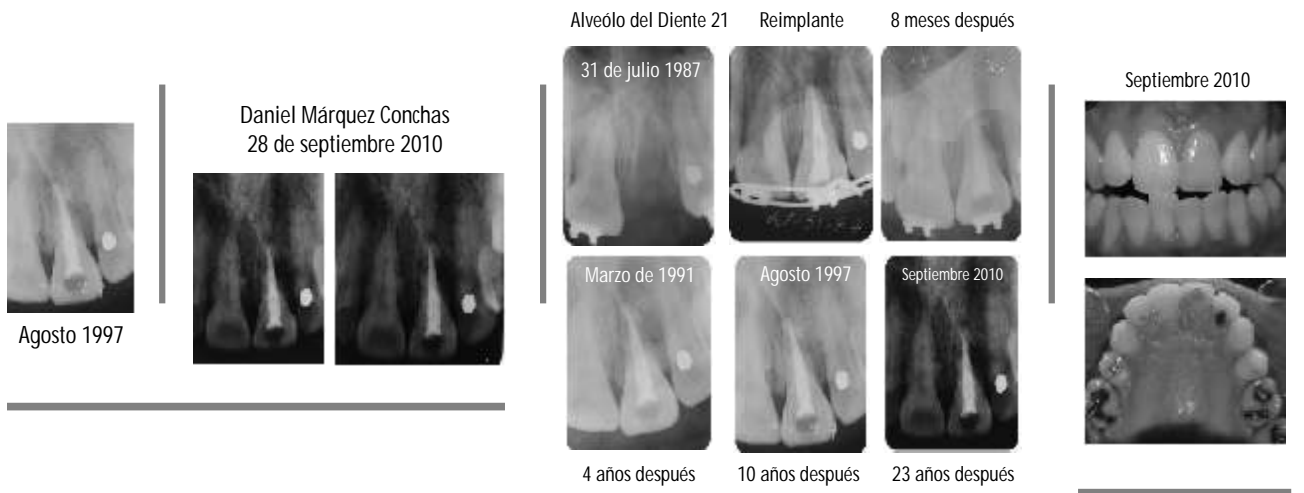 Agosto 1997
Daniel Márquez Conchas
28 de septiembre 2010
Alveólo del Diente 21
Reimplante
8 meses después
31 de julio 1987
Marzo de 1991
Agosto 1997
Septiembre 2010
4 años después
10 años después
23 años después
Septiembre 2010